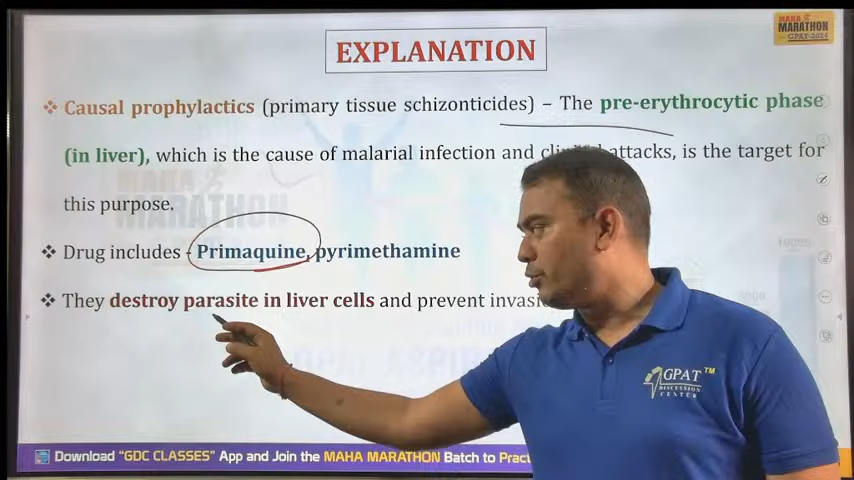 MAHA
MARATHON
GPAT-2024
EXPLANATION
❖ Causal prophylactics (primary tissue schizonticides) – The pre-erythrocytic phase
(in liver), which is the cause of malarial infection and attacks, is the target for
this purpose.
❖ Drug includes - Primaquine, pyrimethamine
❖ They destroy parasite in liver cells and prevent
GPAT TM
DISCUSSION
CENTER
Download "GDC CLASSES" App and Join the MAHA MARATHON Batch to